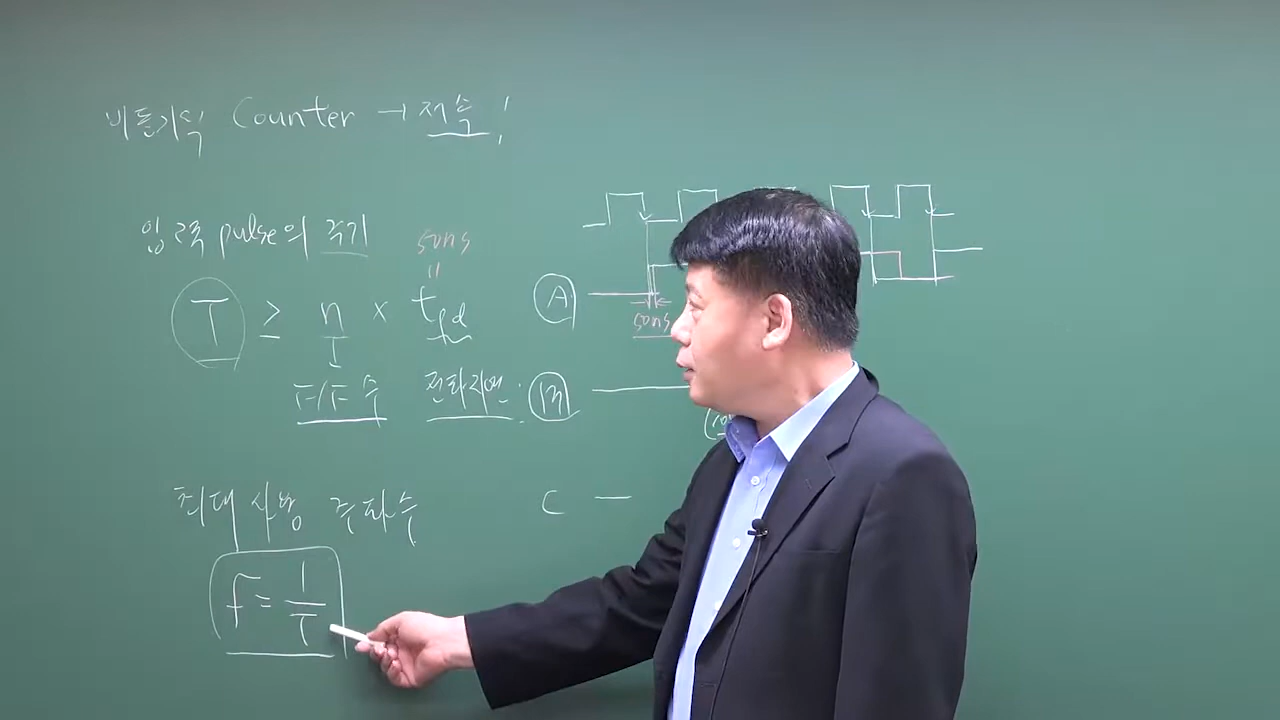 비동기식 Counter → 저속!
입력 pulse의 주기
50ns
"
T ≥ n × tpd
F/F 수 전파지연
최대 사용 주파수
f = 1/T
A
50ns
B
C